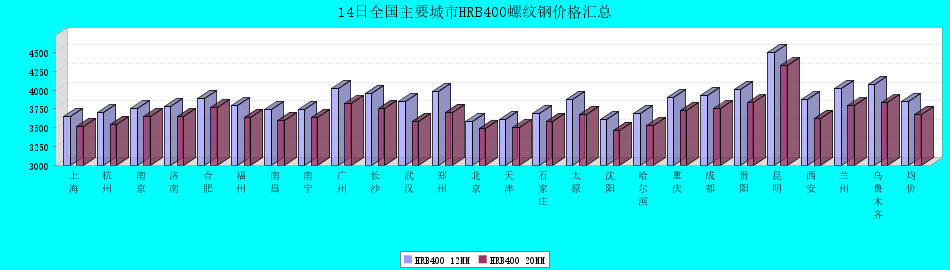 14日全国主要城市HRB400螺纹钢价格汇总
4500
4250
4000
3750
3500
3250
3000
上海
杭州
南京
济南
合肥
福州
南昌
南宁
广州
长沙
武汉
郑州
北京
天津
石家庄
太原
沈阳
哈尔滨
重庆
成都
贵阳
昆明
西安
兰州
乌鲁木齐
均价
HRB400 12MM HRB400 20MM